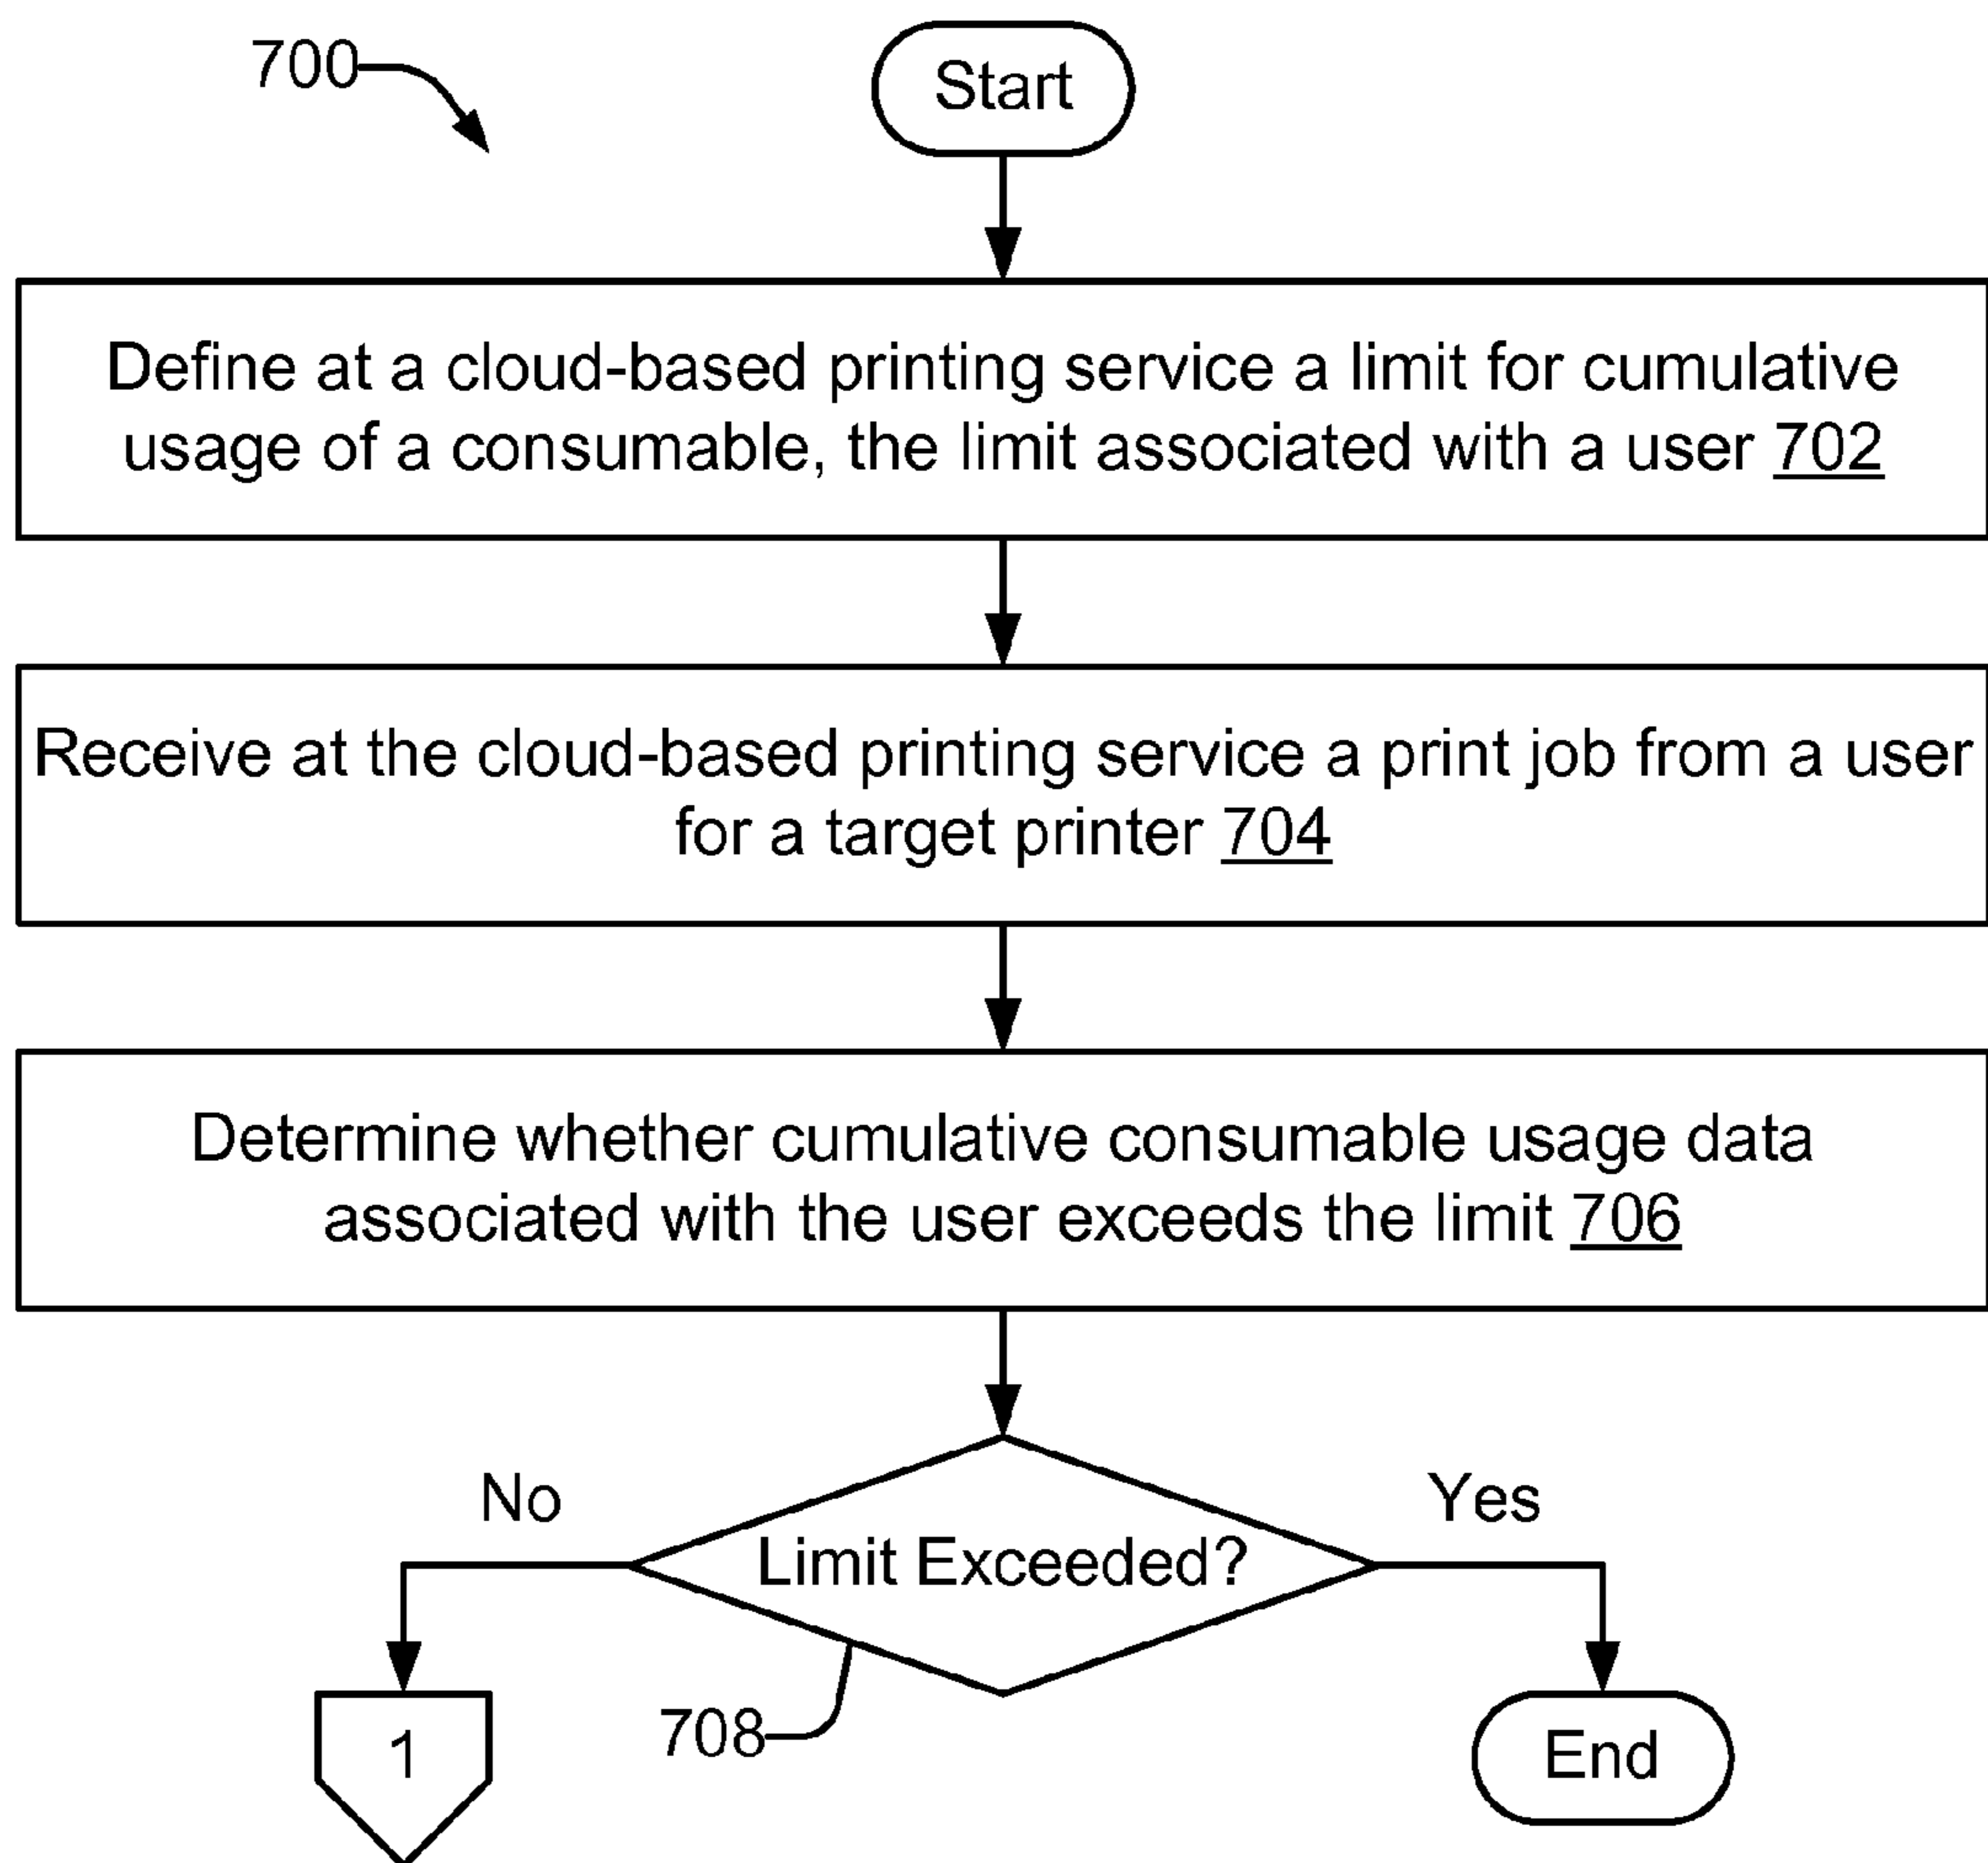 700
Start
Define at a cloud-based printing service a limit for cumulative
usage of a consumable, the limit associated with a user 702
Receive at the cloud-based printing service a print job from a user
for a target printer 704
Determine whether cumulative consumable usage data
associated with the user exceeds the limit 706
No
Yes
Limit Exceeded?
708
1
End